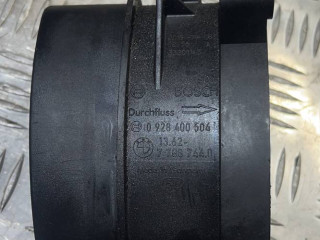 BOSCH
Durchfluss
0 928 400 504
13.62-
7 788 744.0